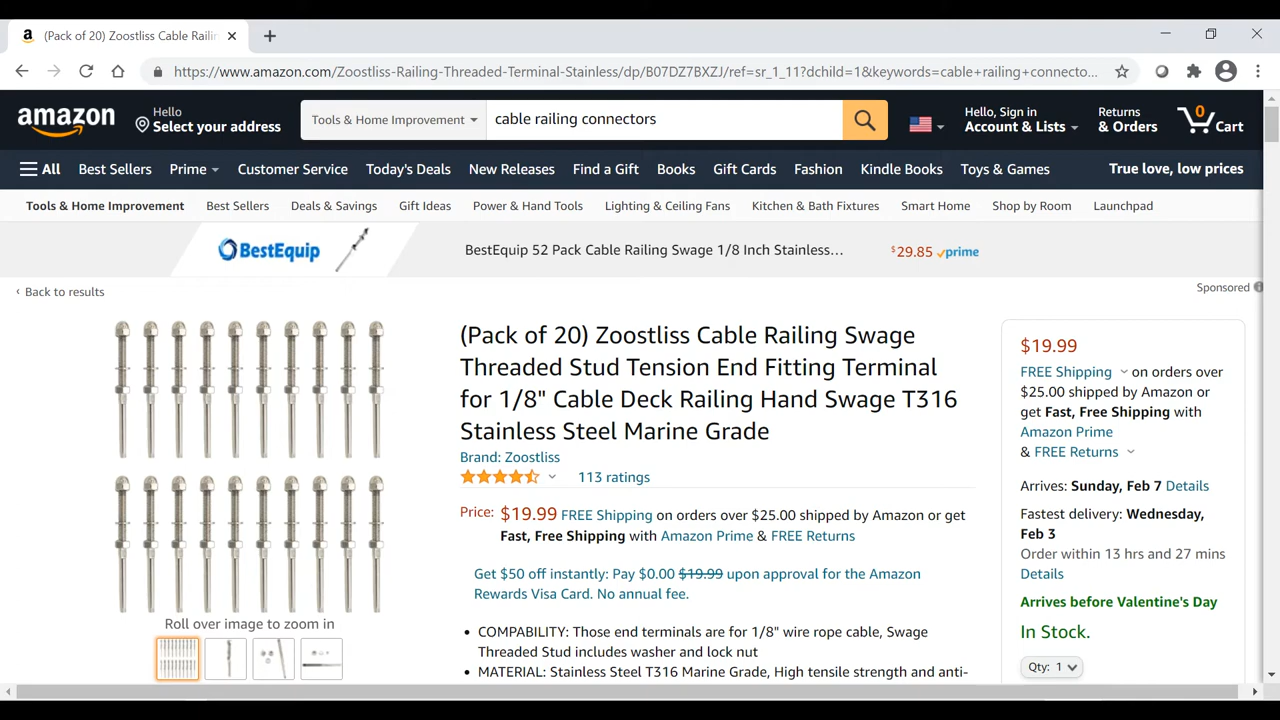 (Pack of 20) Zoostliss Cable Railin
https://www.amazon.com/Zoostliss-Railing-Threaded-Terminal-Stainless/dp/B07DZ7BXZJ/ref=sr_1_11?dchild=1&keywords=cable+railing+connecto...
amazon
Hello
Select your address
Tools & Home Improvement
cable railing connectors
Hello, Sign in
Account & Lists
Returns
& Orders
0
Cart
All Best Sellers Prime Customer Service Today's Deals New Releases Find a Gift Books Gift Cards Fashion Kindle Books Toys & Games True love, low prices
Tools & Home Improvement Best Sellers Deals & Savings Gift Ideas Power & Hand Tools Lighting & Ceiling Fans Kitchen & Bath Fixtures Smart Home Shop by Room Launchpad
BestEquip BestEquip 52 Pack Cable Railing Swage 1/8 Inch Stainless... $29.85 prime
Sponsored
‹ Back to results
(Pack of 20) Zoostliss Cable Railing Swage
Threaded Stud Tension End Fitting Terminal
for 1/8" Cable Deck Railing Hand Swage T316
Stainless Steel Marine Grade
Brand: Zoostliss
113 ratings
Price: $19.99 FREE Shipping on orders over $25.00 shipped by Amazon or get
Fast, Free Shipping with Amazon Prime & FREE Returns
Get $50 off instantly: Pay $0.00 $19.99 upon approval for the Amazon
Rewards Visa Card. No annual fee.
• COMPABILITY: Those end terminals are for 1/8" wire rope cable, Swage
Threaded Stud includes washer and lock nut
• MATERIAL: Stainless Steel T316 Marine Grade, High tensile strength and anti-
Roll over image to zoom in
$19.99
FREE Shipping on orders over
$25.00 shipped by Amazon or
get Fast, Free Shipping with
Amazon Prime
& FREE Returns
Arrives: Sunday, Feb 7 Details
Fastest delivery: Wednesday,
Feb 3
Order within 13 hrs and 27 mins
Details
Arrives before Valentine's Day
In Stock.
Qty: 1